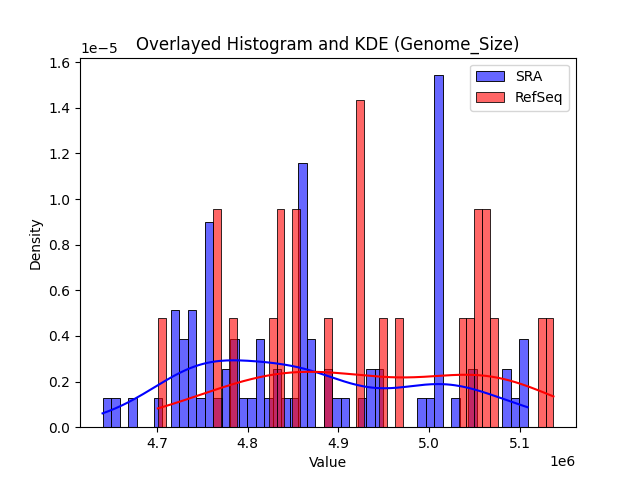 Overlayed Histogram and KDE (Genome_Size)
1e−5
SRA
RefSeq
1.6
1.4
1.2
1.0
0.8
0.6
0.4
0.2
0.0
Density
4.7 4.8 4.9 5.0 5.1
1e6
Value